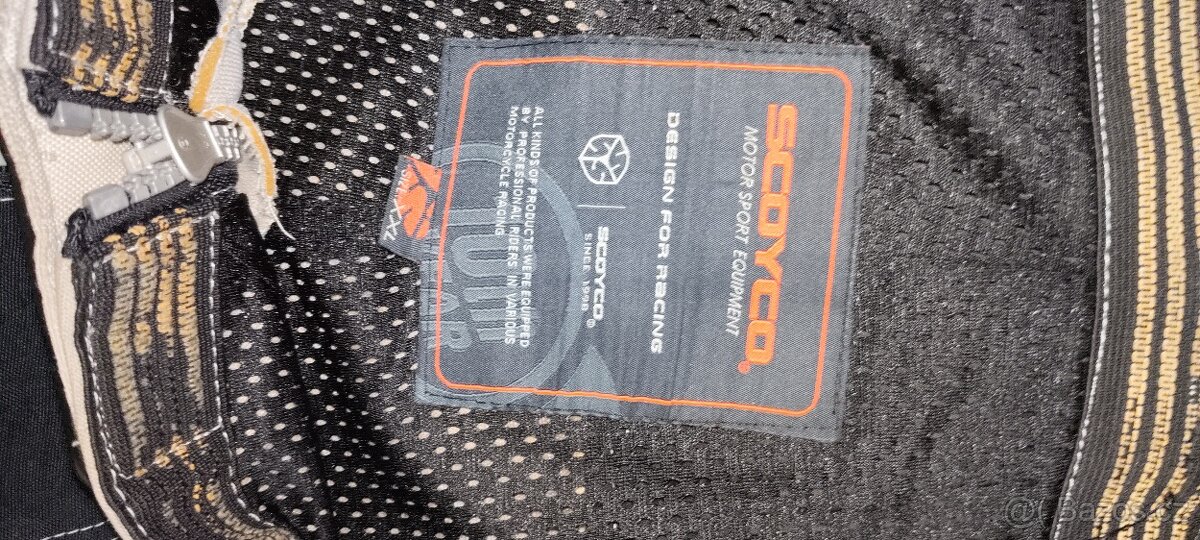 SCOYCO®
MOTOR SPORT EQUIPMENT
DESIGN FOR RACING
SCOYCO®
SINCE 1998
ALL KINDS OF PRODUCTS WERE EQUIPPED
BY PROFESSIONAL RIDERS IN VARIOUS
MOTORCYCLE RACING